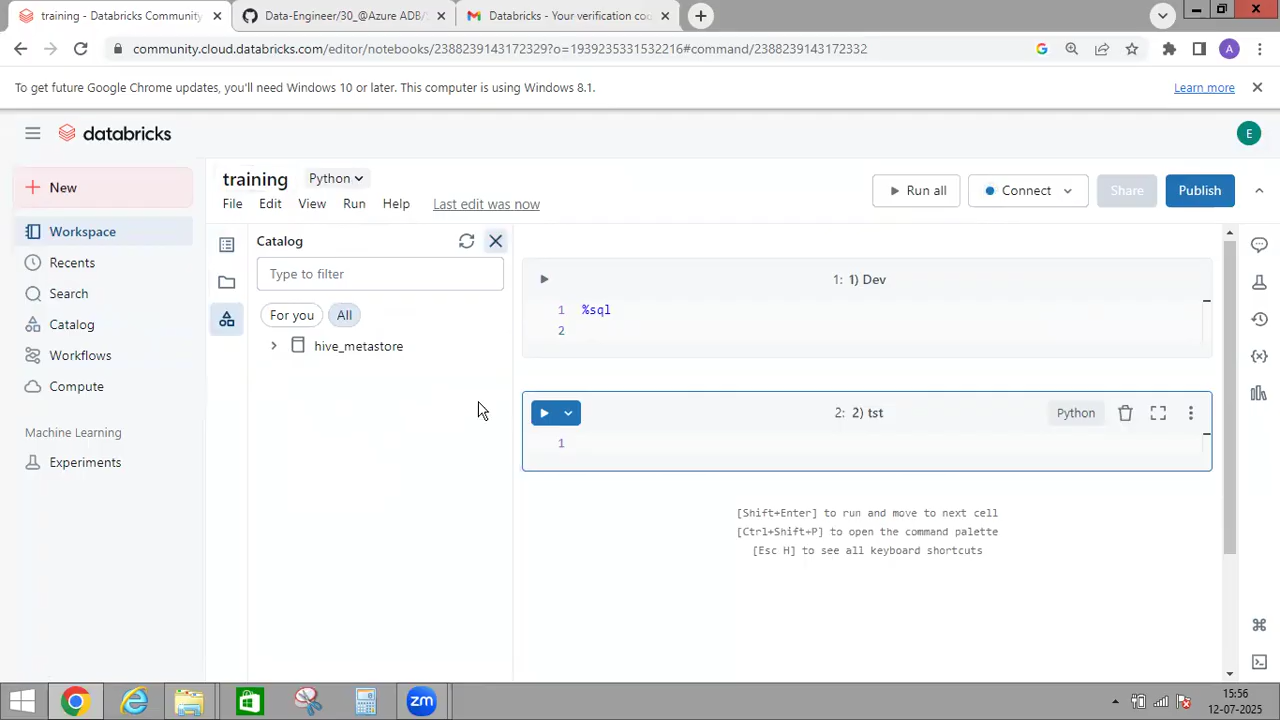 training - Databricks Community
Data-Engineer/30_@Azure ADB/
Databricks - Your verification co
community.cloud.databricks.com/editor/notebooks/2388239143172329?o=1939235331532216#command/2388239143172332
A
To get future Google Chrome updates, you'll need Windows 10 or later. This computer is using Windows 8.1.
Learn more
databricks
E
New
Workspace
Recents
Search
Catalog
Workflows
Compute
Machine Learning
Experiments
training
Python
File
Edit
View
Run
Help
Last edit was now
Run all
Connect
Share
Publish
Catalog
Type to filter
For you
All
hive_metastore
1: 1) Dev
1 %sql
2
2: 2) tst
Python
1
[Shift+Enter] to run and move to next cell
[Ctrl+Shift+P] to open the command palette
[Esc H] to see all keyboard shortcuts
zm
15:56
12-07-2025